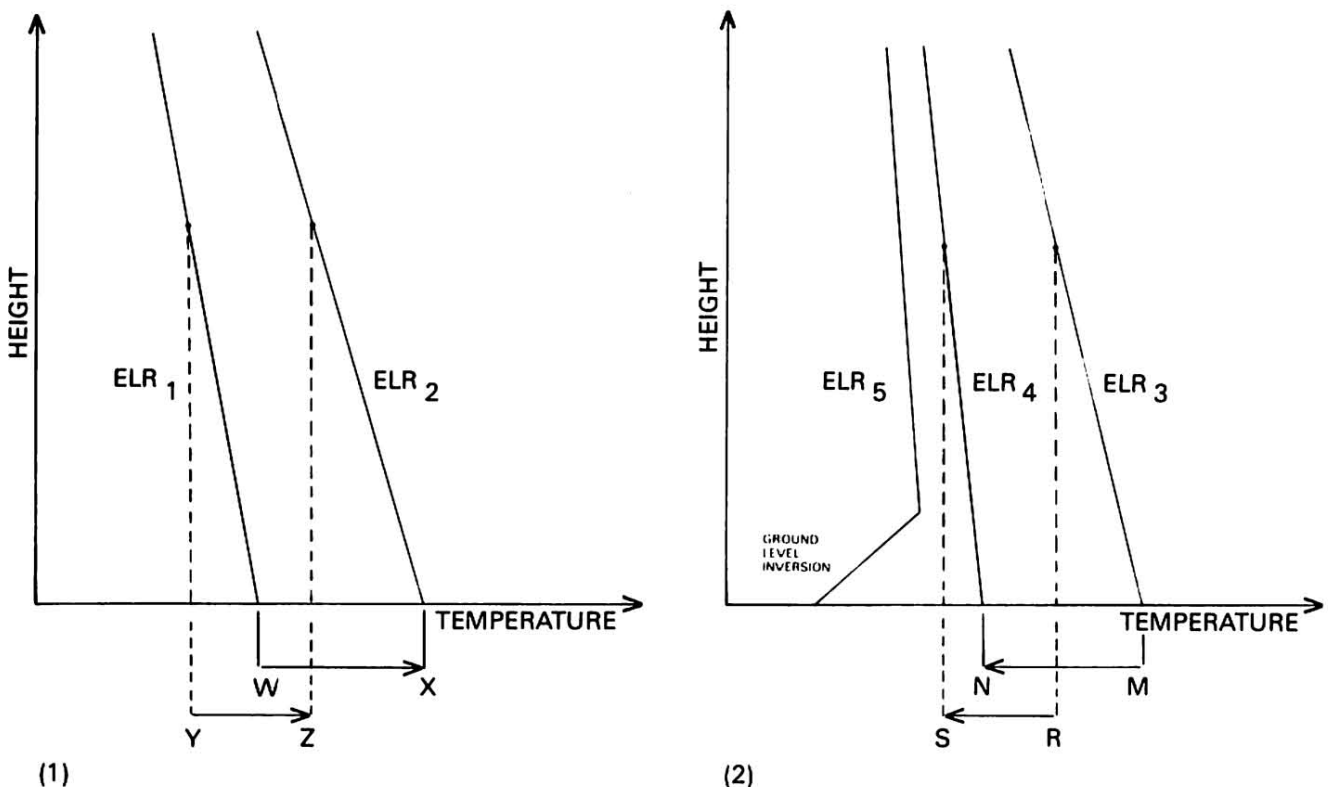 HEIGHT
ELR 1
ELR 2
TEMPERATURE
W
X
Y
Z
(1)
HEIGHT
ELR 5
ELR 4
ELR 3
GROUND
LEVEL
INVERSION
TEMPERATURE
N
M
S
R
(2)